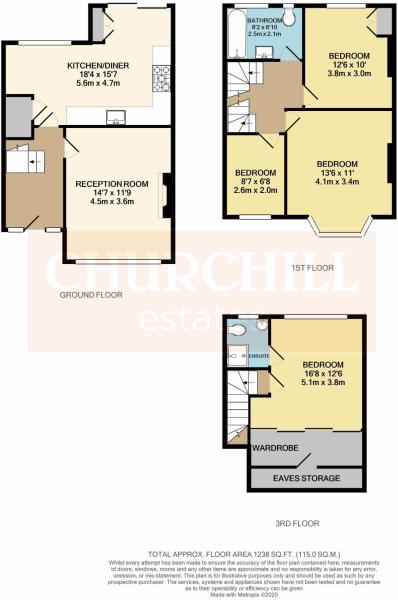 KITCHEN/DINER
18'4 x 15'7
5.6m x 4.7m
RECEPTION ROOM
14'7 x 11'9
4.5m x 3.6m
GROUND FLOOR
BATHROOM
8'2 x 6'10
2.5m x 2.1m
BEDROOM
12'6 x 10'
3.8m x 3.0m
BEDROOM
8'7 x 6'8
2.6m x 2.0m
BEDROOM
13'6 x 11'
4.1m x 3.4m
1ST FLOOR
CHURCHILL
estates
ENSUITE
BEDROOM
16'8 x 12'6
5.1m x 3.8m
WARDROBE
EAVES STORAGE
3RD FLOOR
TOTAL APPROX. FLOOR AREA 1238 SQ.FT. (115.0 SQ.M.)
Whilst every attempt has been made to ensure the accuracy of the floor plan contained here, measurements
of doors, windows, rooms and any other items are approximate and no responsibility is taken for any error,
omission, or mis-statement. This plan is for illustrative purposes only and should be used as such by any
prospective purchaser. The services, systems and appliances shown have not been tested and no guarantee
as to their operability or efficiency can be given
Made with Metropix ©2020